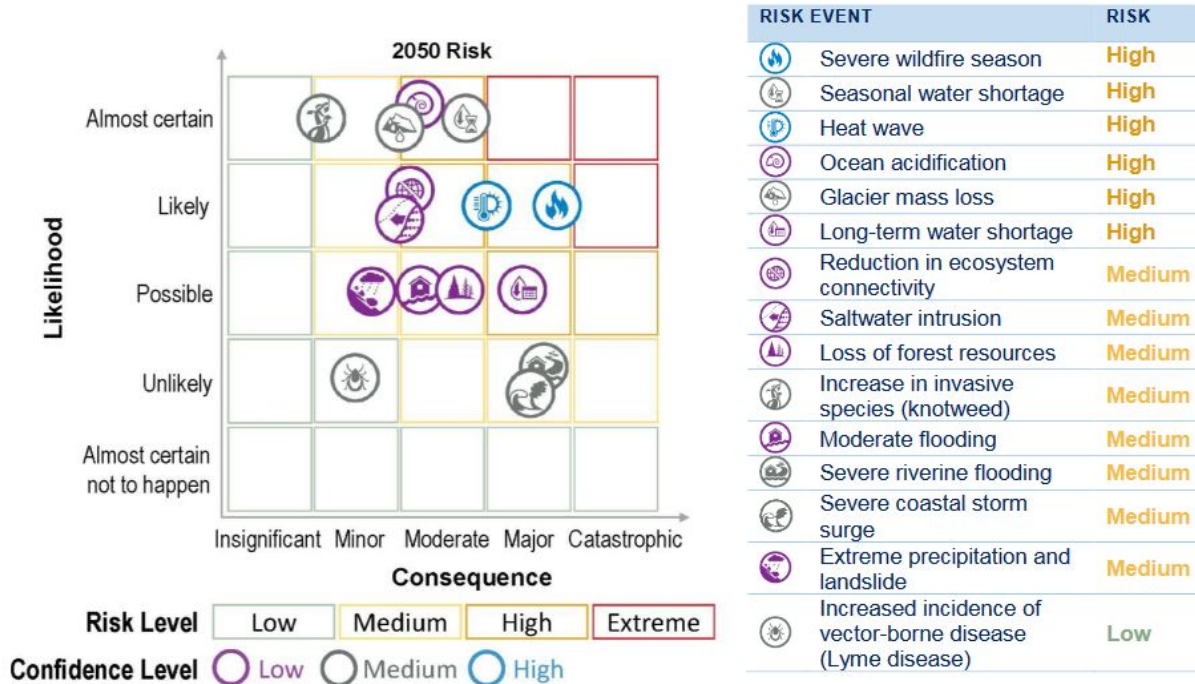 2050 Risk
Likelihood
Almost certain
Likely
Possible
Unlikely
Almost certain
not to happen
Insignificant Minor Moderate Major Catastrophic
Consequence
Risk Level Low Medium High Extreme
Confidence Level Low Medium High
RISK EVENT RISK
Severe wildfire season High
Seasonal water shortage High
Heat wave High
Ocean acidification High
Glacier mass loss High
Long-term water shortage High
Reduction in ecosystem
connectivity Medium
Saltwater intrusion Medium
Loss of forest resources Medium
Increase in invasive
species (knotweed) Medium
Moderate flooding Medium
Severe riverine flooding Medium
Severe coastal storm
surge Medium
Extreme precipitation and
landslide Medium
Increased incidence of
vector-borne disease Low
(Lyme disease)